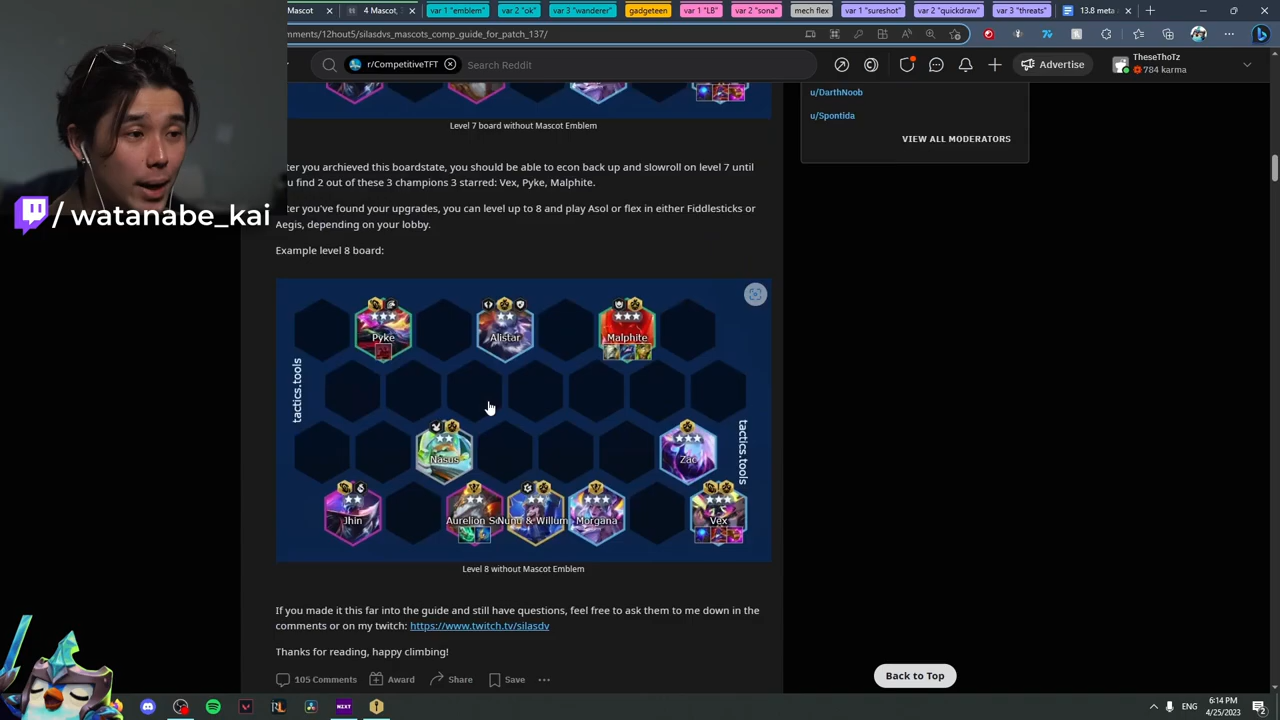 Mascot
4 Mascot,
var 1 "emblem"
var 2 "ok"
var 3 "wanderer"
gadgeteen
var 1 "LB"
var 2 "sona"
mech flex
var 1 "sureshot"
var 2 "quickdraw"
var 3 "threats"
13.8 meta
mments/12hout5/silasdvs_mascots_comp_guide_for_patch_137/
r/CompetitiveTFT
Search Reddit
Advertise
TheseThoTz
784 karma
u/DarthNoob
u/Spontida
VIEW ALL MODERATORS
Level 7 board without Mascot Emblem
ter you archieved this boardstate, you should be able to econ back up and slowroll on level 7 until
u find 2 out of these 3 champions 3 starred: Vex, Pyke, Malphite.
ter you've found your upgrades, you can level up to 8 and play Asol or flex in either Fiddlesticks or
Aegis, depending on your lobby.
/ watanabe_kai
Example level 8 board:
Pyke
Alistar
Malphite
tactics.tools
Nasus
Zac
tactics.tools
Jhin
Aurelion S
Nunu & Willum
Morgana
Vex
Level 8 without Mascot Emblem
If you made it this far into the guide and still have questions, feel free to ask them to me down in the
comments or on my twitch: https://www.twitch.tv/silasdv
Thanks for reading, happy climbing!
105 Comments
Award
Share
Save
Back to Top
NIXT
ENG
6:14 PM
4/25/2023